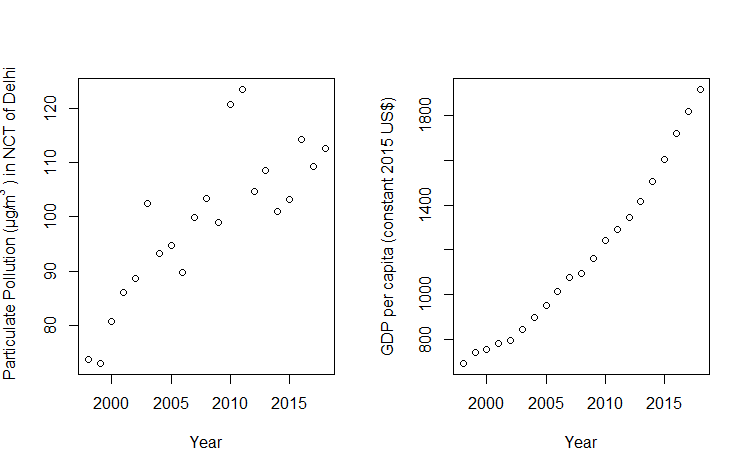 Particulate Pollution (μg/m³) in NCT of Delhi
120
110
100
90
80
2000 2005 2010 2015
Year
GDP per capita (constant 2015 US$)
1800
1400
1000
800
2000 2005 2010 2015
Year